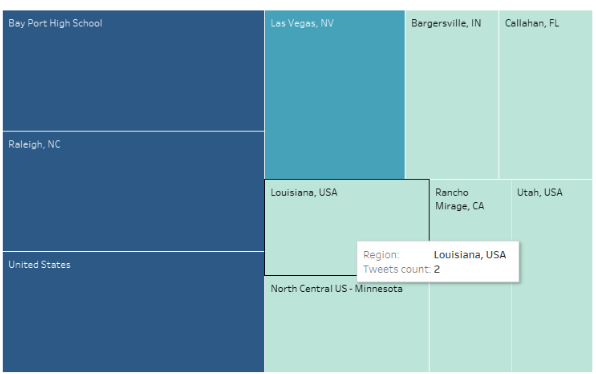 Bay Port High School
Las Vegas, NV
Bargersville, IN
Callahan, FL
Raleigh, NC
Louisiana, USA
Rancho
Mirage, CA
Utah, USA
Region: Louisiana, USA
Tweets count: 2
United States
North Central US - Minnesota